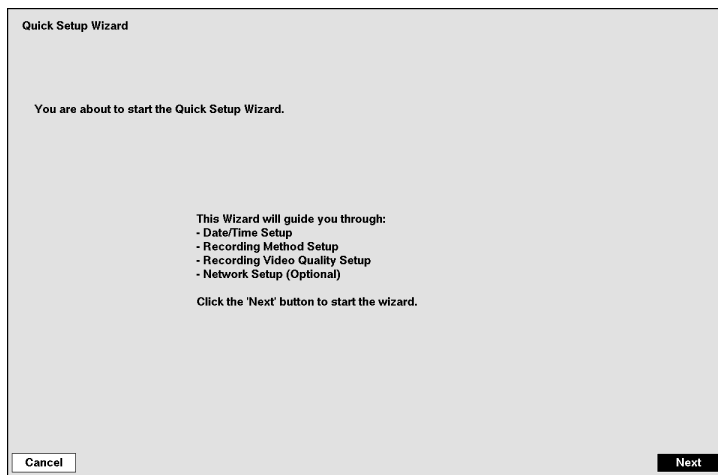 Quick Setup Wizard
You are about to start the Quick Setup Wizard.
This Wizard will guide you through:
- Date/Time Setup
- Recording Method Setup
- Recording Video Quality Setup
- Network Setup (Optional)
Click the 'Next' button to start the wizard.
Cancel
Next